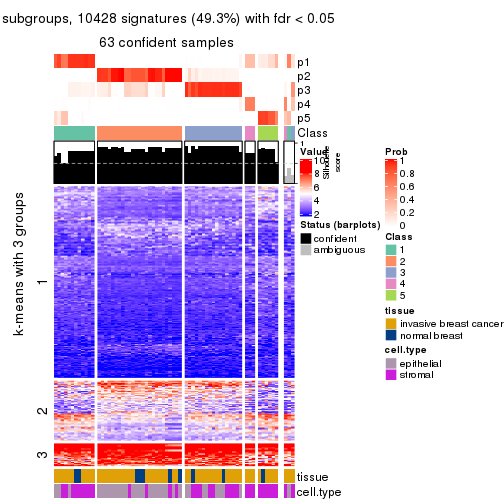 subgroups, 10428 signatures (49.3%) with fdr < 0.05
63 confident samples
p1
p2
p3
p4
p5
Class
1
Silhouette
score
k-means with 3 groups
1
2
3
tissue
cell.type
Value
10
8
6
4
2
Status (barplots)
confident
ambiguous
Prob
1
0.8
0.6
0.4
0.2
0
Class
1
2
3
4
5
tissue
invasive breast cancer
normal breast
cell.type
epithelial
stromal